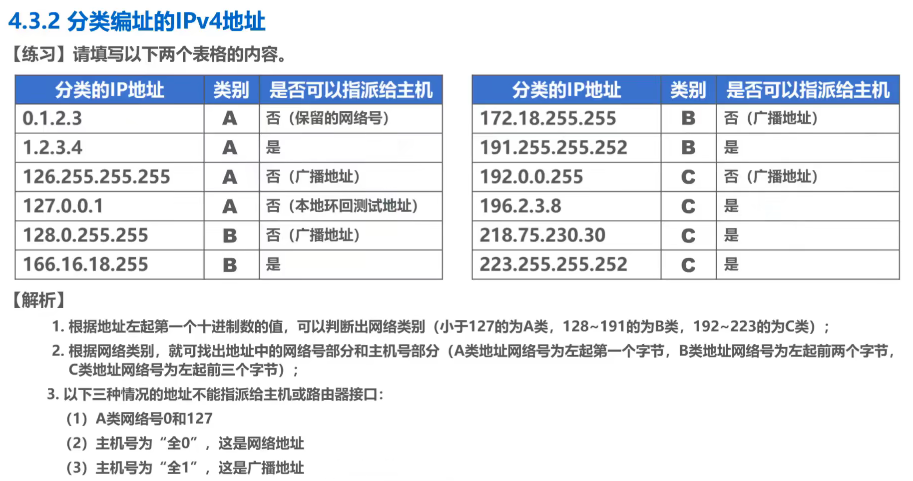 4.3.2 分类编址的IPv4地址
【练习】请填写以下两个表格的内容。
分类的IP地址 类别 是否可以指派给主机
0.1.2.3 A 否（保留的网络号）
1.2.3.4 A 是
126.255.255.255 A 否（广播地址）
127.0.0.1 A 否（本地环回测试地址）
128.0.255.255 B 否（广播地址）
166.16.18.255 B 是
分类的IP地址 类别 是否可以指派给主机
172.18.255.255 B 否（广播地址）
191.255.255.252 B 是
192.0.0.255 C 否（广播地址）
196.2.3.8 C 是
218.75.230.30 C 是
223.255.255.252 C 是
【解析】
1. 根据地址左起第一个十进制数的值，可以判断出网络类别（小于127的为A类，128~191的为B类，192~223的为C类）；
2. 根据网络类别，就可找出地址中的网络号部分和主机号部分（A类地址网络号为左起第一个字节，B类地址网络号为左起前两个字节，
C类地址网络号为左起前三个字节）；
3. 以下三种情况的地址不能指派给主机或路由器接口：
（1）A类网络号0和127
（2）主机号为“全0”，这是网络地址
（3）主机号为“全1”，这是广播地址